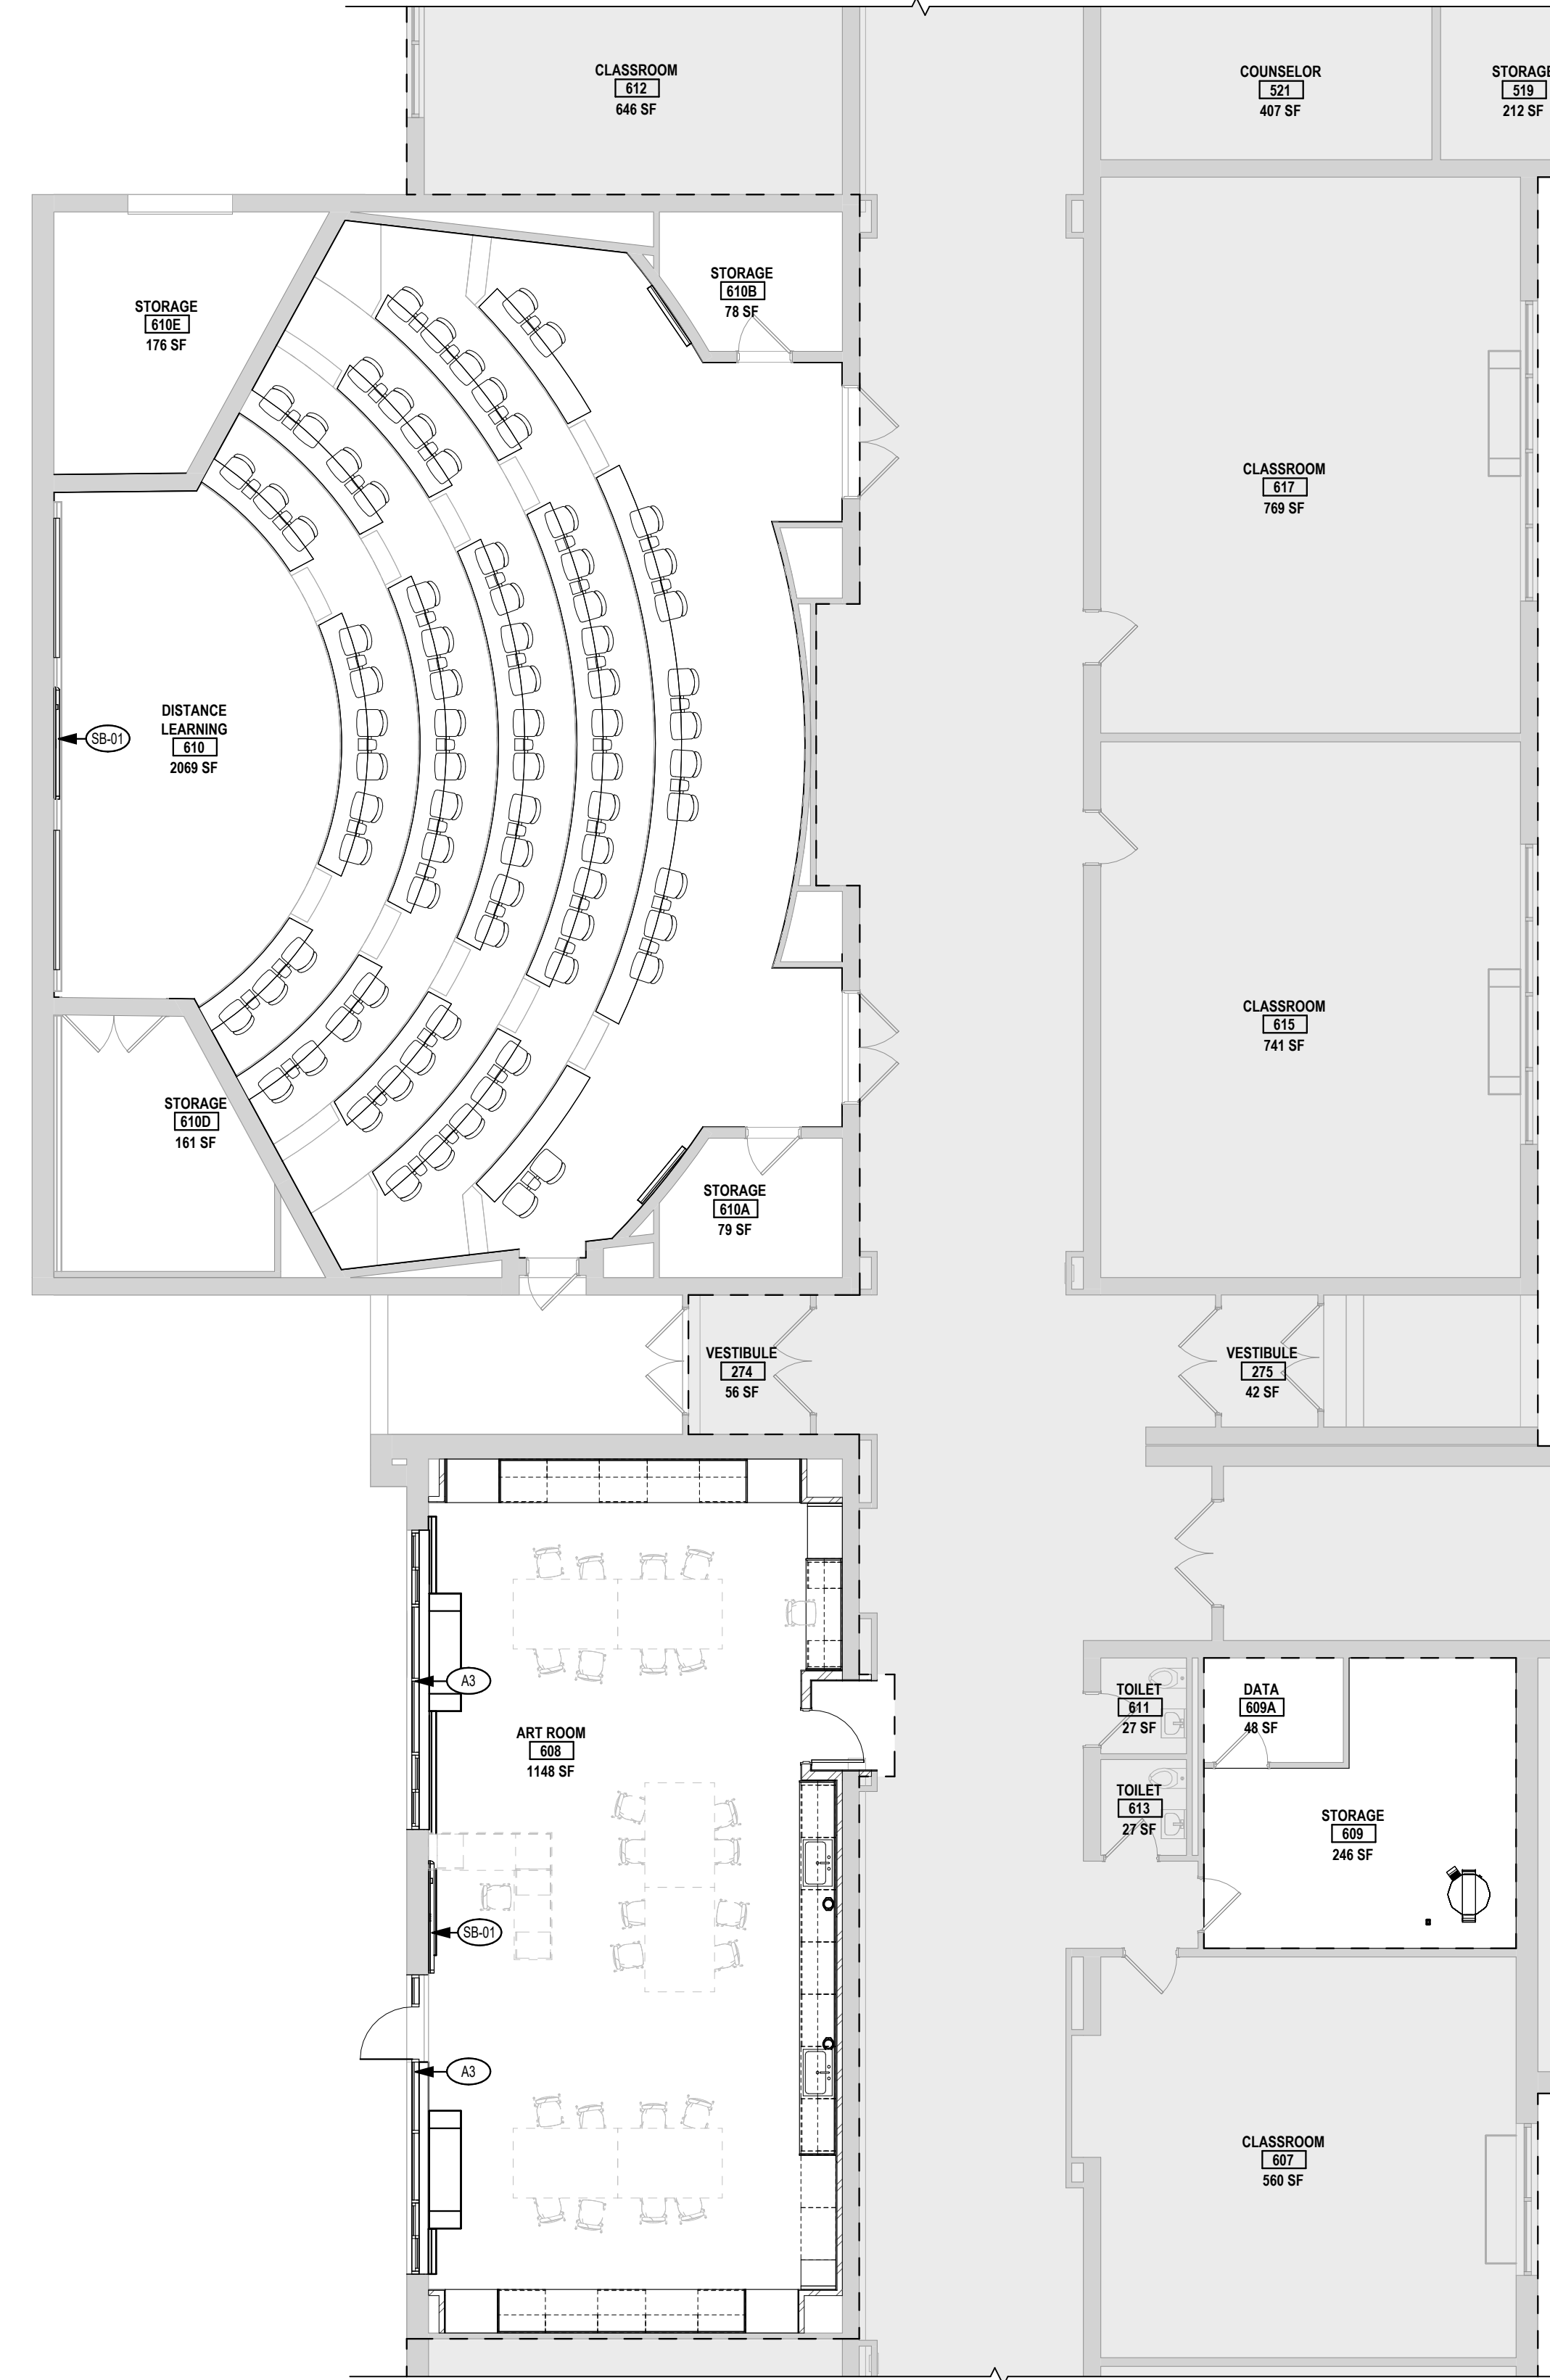 CLASSROOM
612
646 SF
COUNSELOR
521
407 SF
STORAGE
519
212 SF
STORAGE
610E
176 SF
STORAGE
610B
78 SF
CLASSROOM
617
769 SF
DISTANCE
LEARNING
610
2069 SF
SB-01
CLASSROOM
615
741 SF
STORAGE
610D
161 SF
STORAGE
610A
79 SF
VESTIBULE
274
56 SF
VESTIBULE
275
42 SF
A3
ART ROOM
608
1148 SF
TOILET
611
27 SF
DATA
609A
48 SF
TOILET
613
27 SF
STORAGE
609
246 SF
SB-01
A3
CLASSROOM
607
560 SF